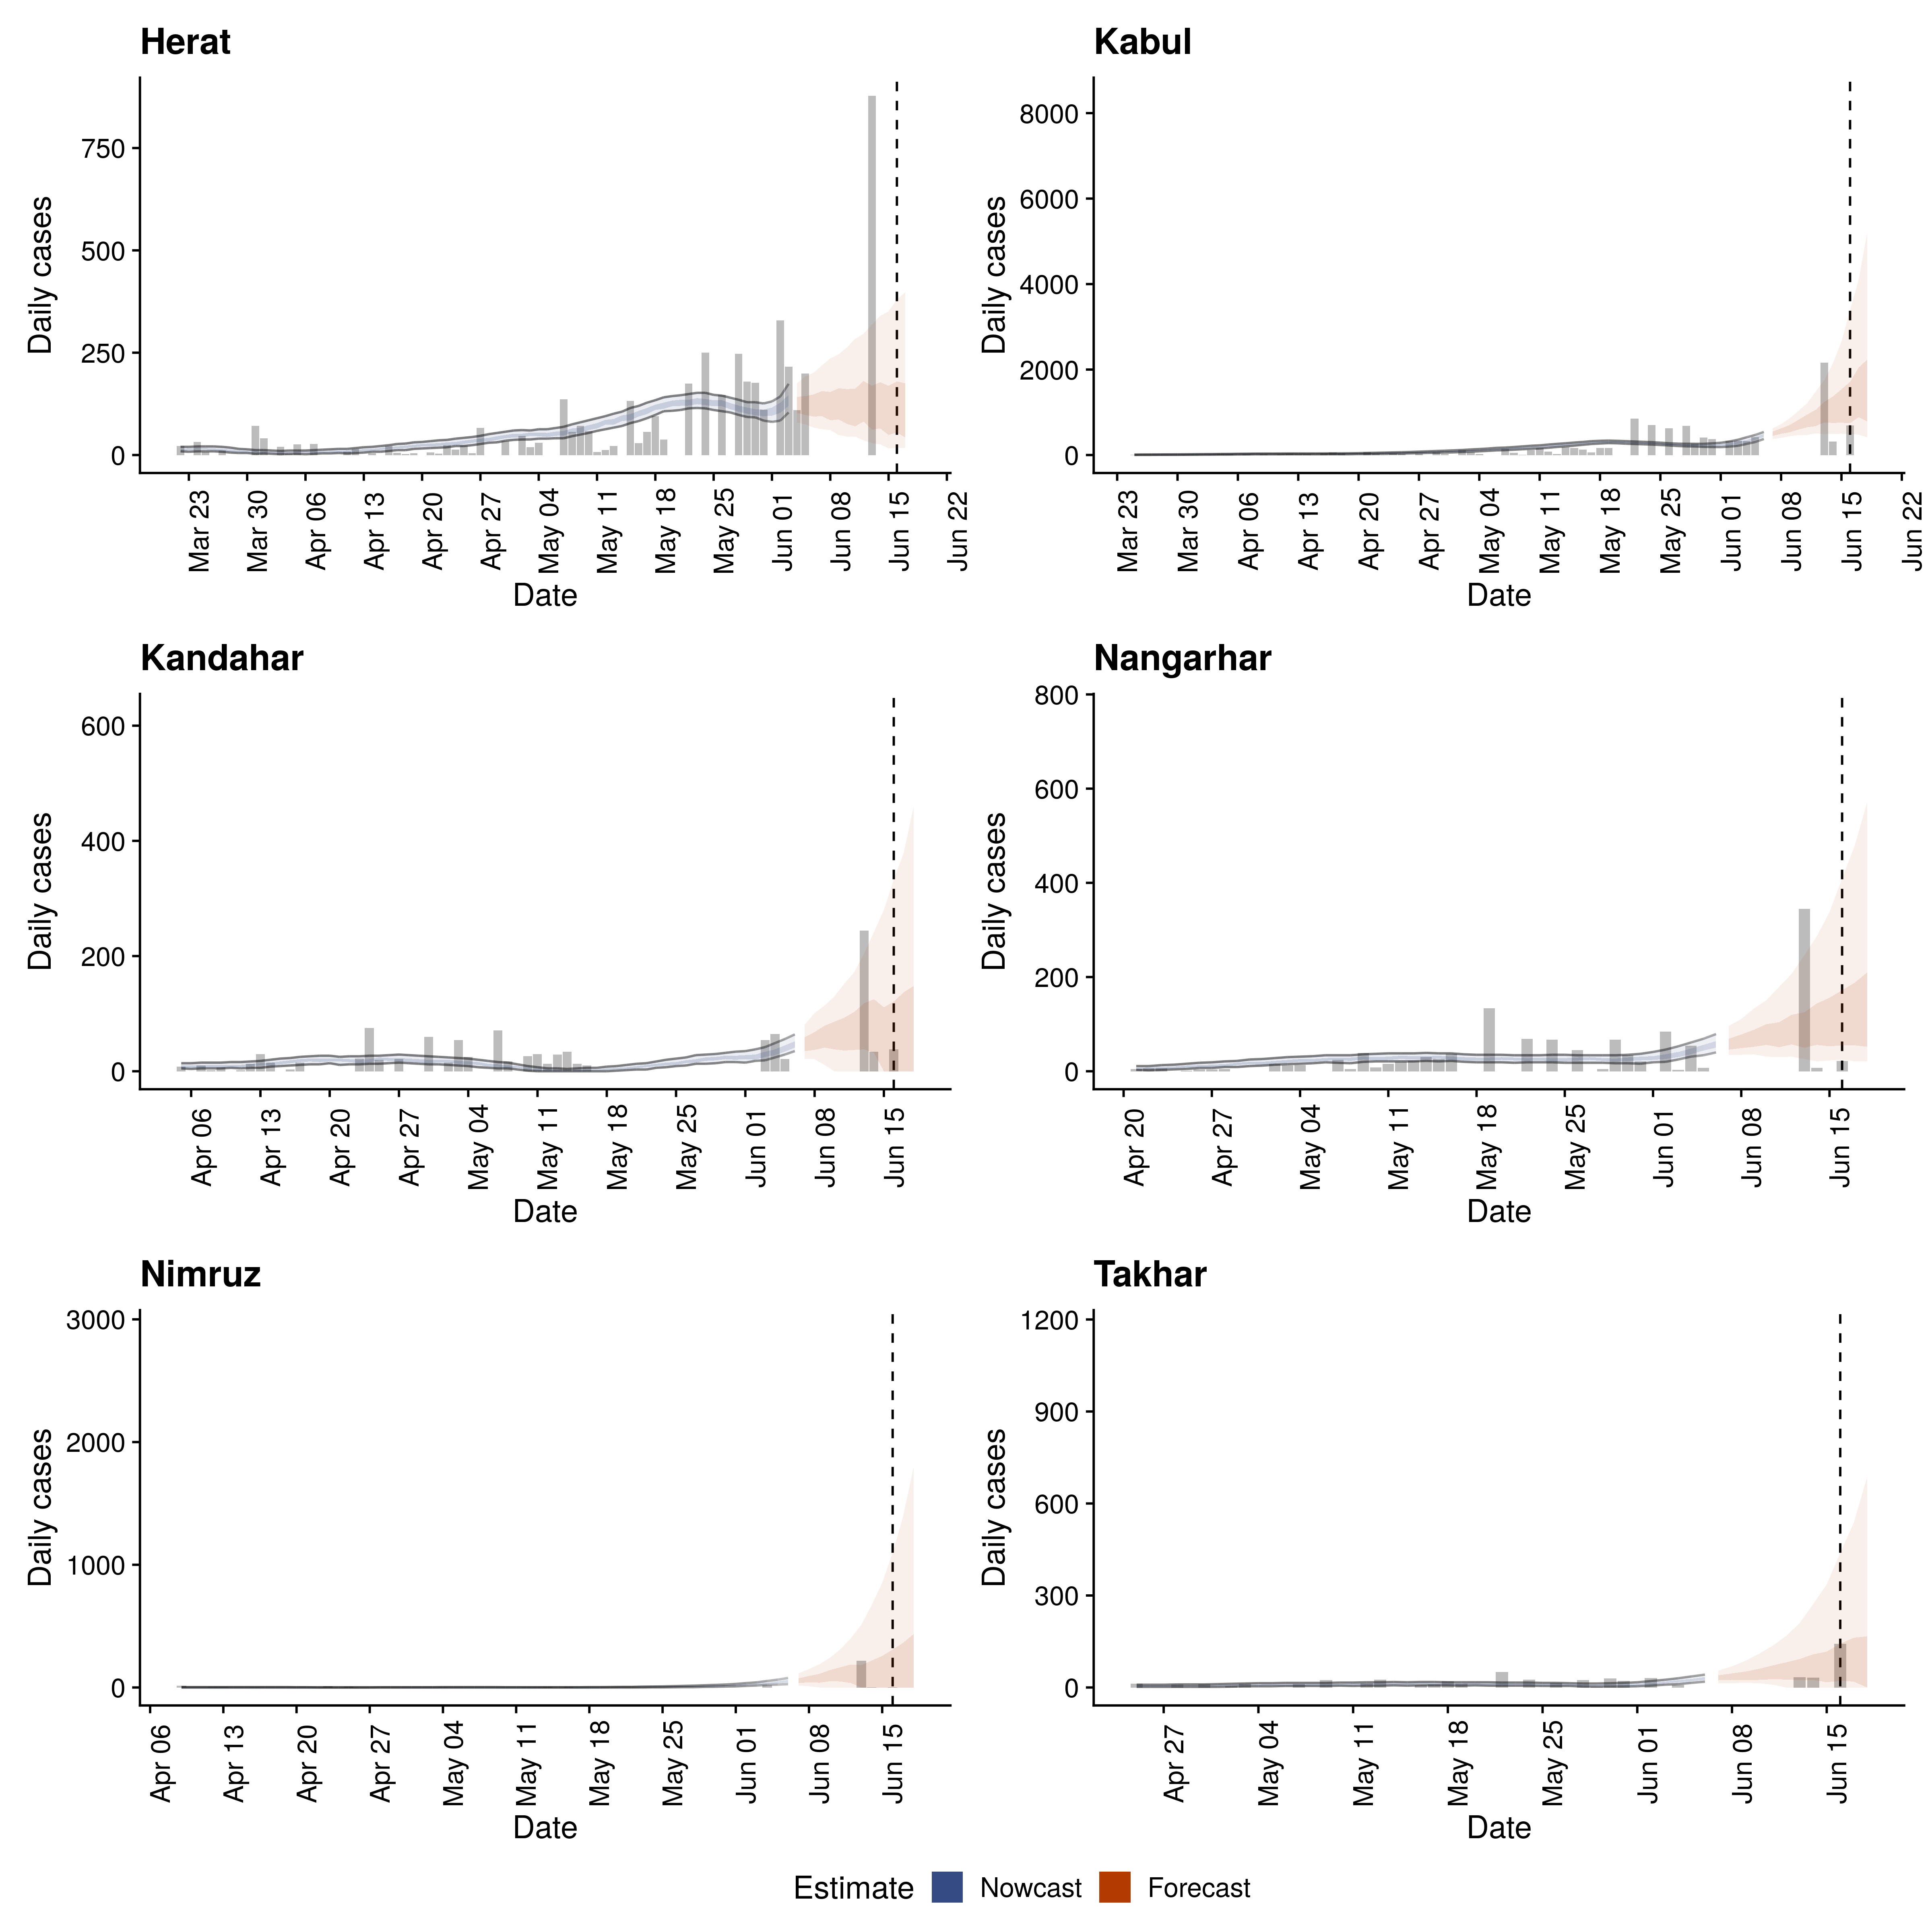 Herat
Daily cases
750
500
250
0
Mar 23
Mar 30
Apr 06
Apr 13
Apr 20
Apr 27
May 04
May 11
May 18
May 25
Jun 01
Jun 08
Jun 15
Jun 22
Date
Kabul
Daily cases
8000
6000
4000
2000
0
Mar 23
Mar 30
Apr 06
Apr 13
Apr 20
Apr 27
May 04
May 11
May 18
May 25
Jun 01
Jun 08
Jun 15
Jun 22
Date
Kandahar
Daily cases
600
400
200
0
Apr 06
Apr 13
Apr 20
Apr 27
May 04
May 11
May 18
May 25
Jun 01
Jun 08
Jun 15
Date
Nangarhar
Daily cases
800
600
400
200
0
Apr 20
Apr 27
May 04
May 11
May 18
May 25
Jun 01
Jun 08
Jun 15
Date
Nimruz
Daily cases
3000
2000
1000
0
Apr 06
Apr 13
Apr 20
Apr 27
May 04
May 11
May 18
May 25
Jun 01
Jun 08
Jun 15
Date
Takhar
Daily cases
1200
900
600
300
0
Apr 27
May 04
May 11
May 18
May 25
Jun 01
Jun 08
Jun 15
Date
Estimate Nowcast Forecast